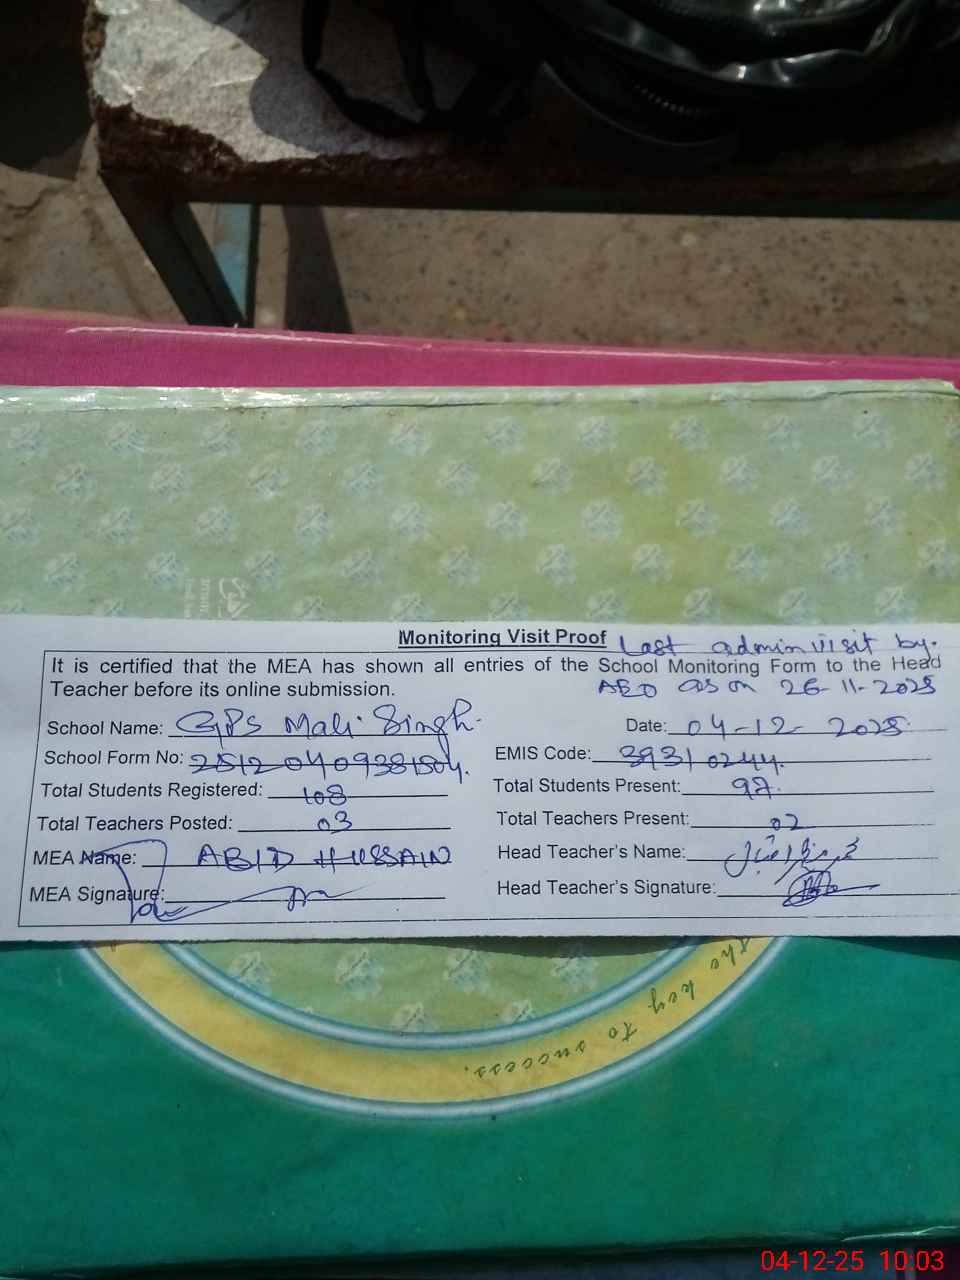 Monitoring Visit Proof Last admin visit by.
It is certified that the MEA has shown all entries of the School Monitoring Form to the Head
Teacher before its online submission. AEO as on 26-11-2025
School Name: GPS Mali Singh.
Date: 04-12-2025
School Form No:
EMIS Code: 39310244.
Total Students Registered: 108
Total Students Present: 97.
Total Teachers Posted: 03
Total Teachers Present: 02
MEA Name: ABID HUSSAIN
Head Teacher's Name:
MEA Signature:
Head Teacher's Signature:
the key to success.
04-12-25 10:03